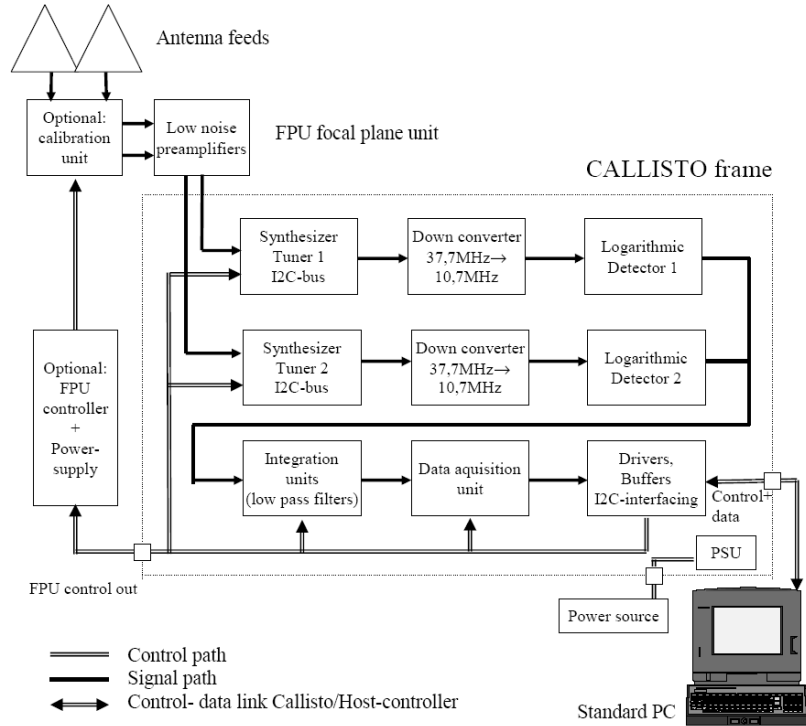 Antenna feeds
Optional:
calibration
unit
Low noise
preamplifiers
FPU focal plane unit
CALLISTO frame
Synthesizer
Tuner 1
I2C-bus
Down converter
37,7MHz→
10,7MHz
Logarithmic
Detector 1
Optional:
FPU
controller
+
Power-
supply
Synthesizer
Tuner 2
I2C-bus
Down converter
37,7MHz→
10,7MHz
Logarithmic
Detector 2
Integration
units
(low pass filters)
Data aquisition
unit
Drivers,
Buffers
I2C-interfacing
Control+
data
PSU
FPU control out
Power source
Control path
Signal path
Control- data link Callisto/Host-controller
Standard PC